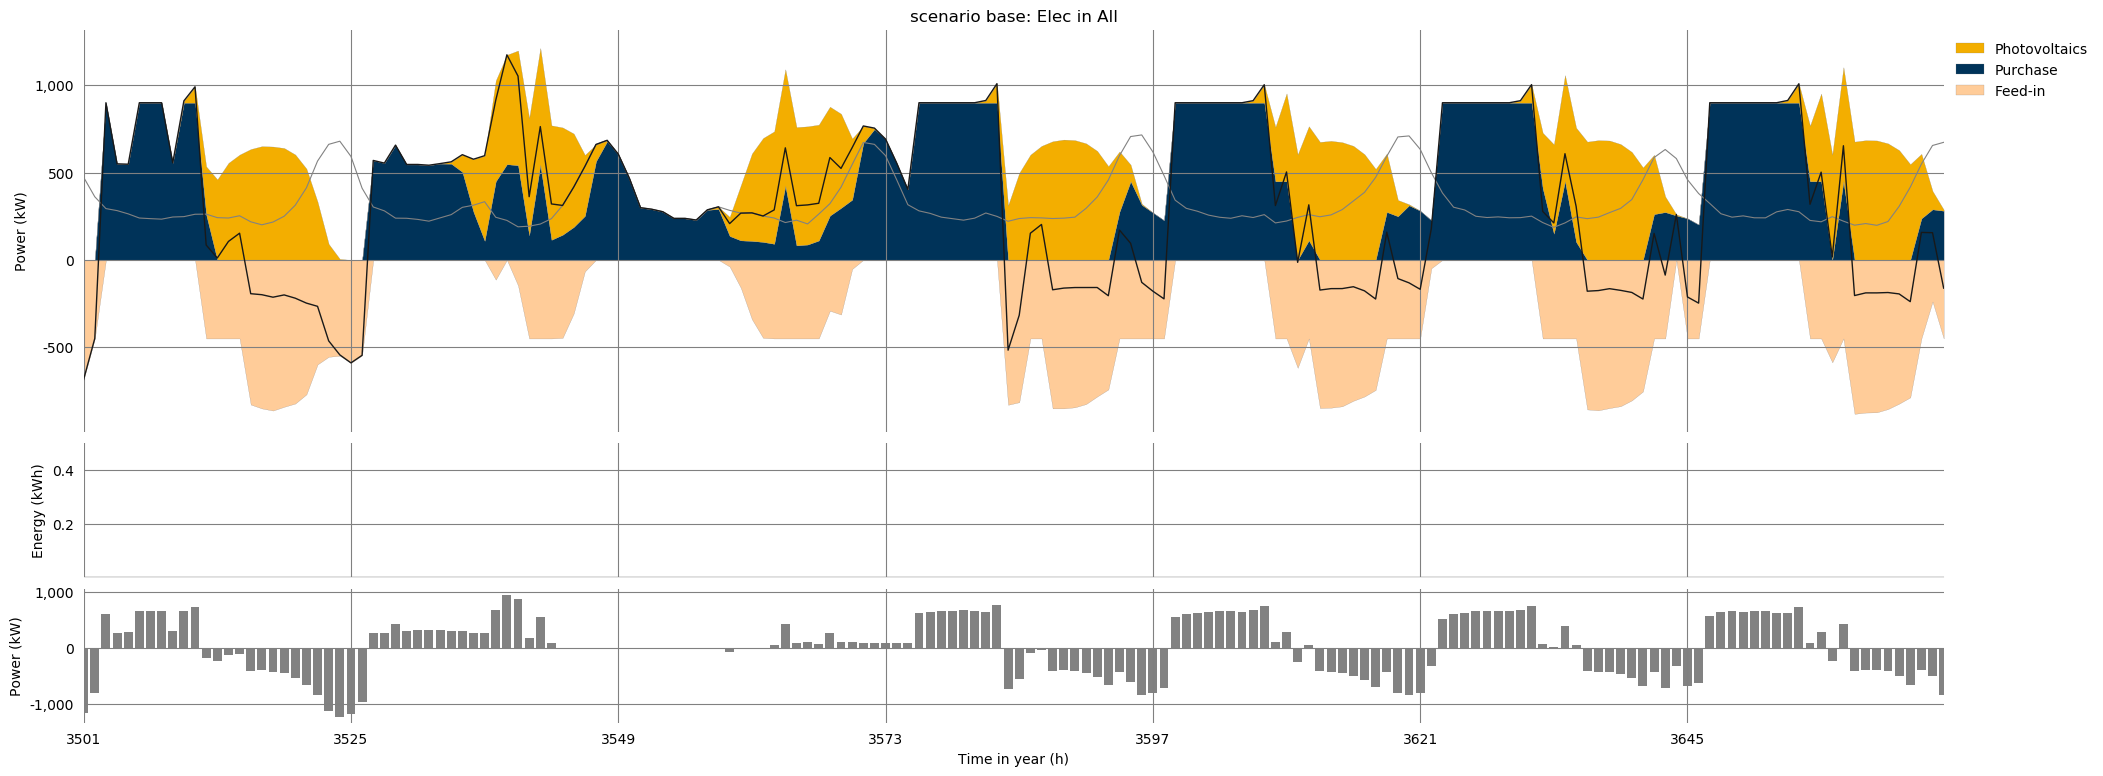 scenario base: Elec in All
Photovoltaics
Purchase
Feed-in
Power (kW)
1,000
500
0
-500
Energy (kWh)
0.4
0.2
Power (kW)
1,000
0
-1,000
3501 3525 3549 3573 3597 3621 3645
Time in year (h)